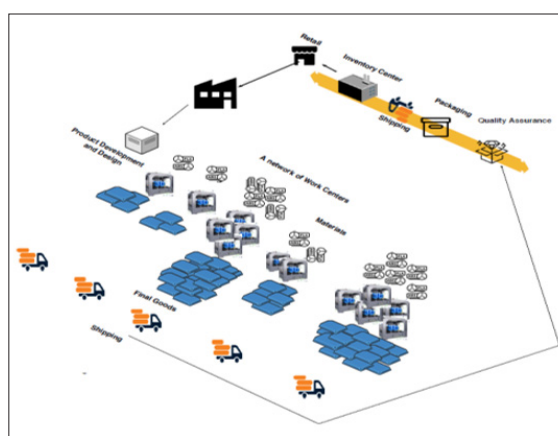 Retail
Inventory Center
Packaging
Shipping
Quality Assurance
Product Development
and Design
A network of Work Centers
Materials
Final Goods
Shipping